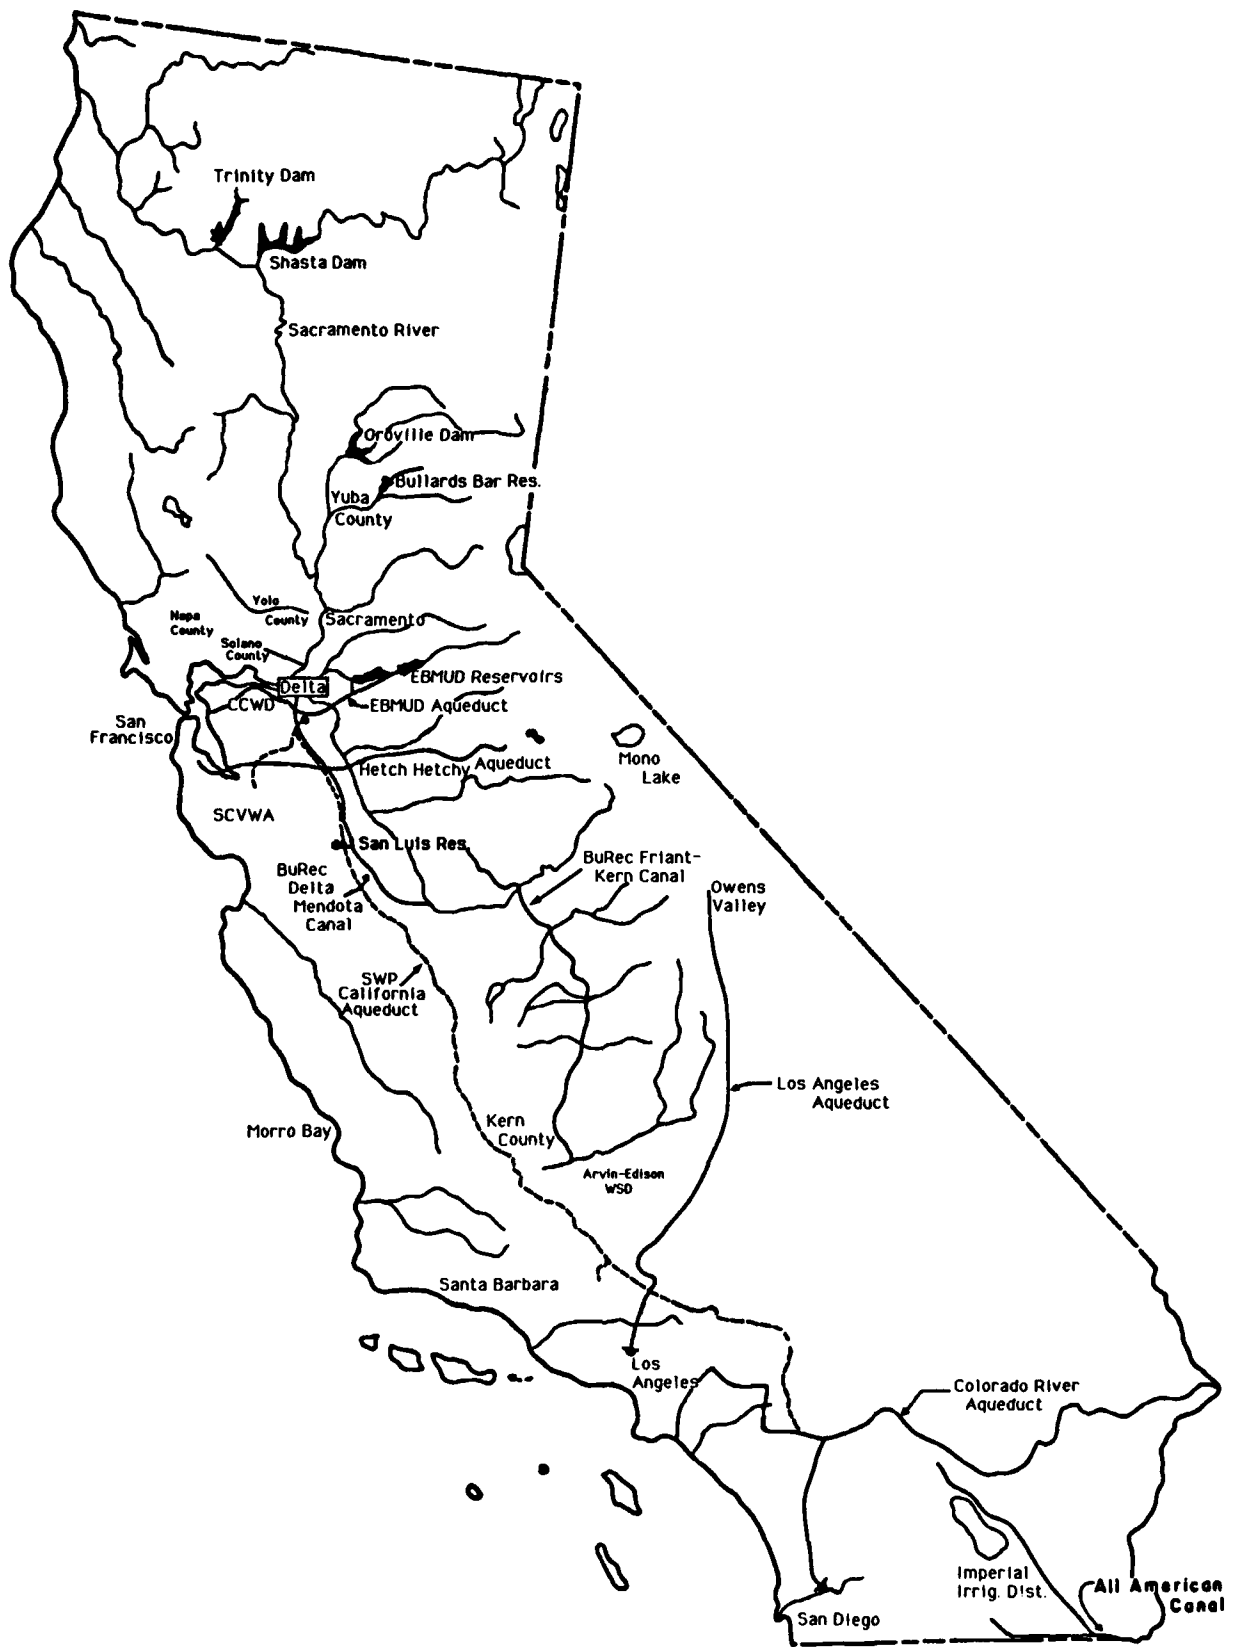 Trinity Dam
Shasta Dam
Sacramento River
Oroville Dam
Bullards Bar Res.
Yuba
County
Yolo
County
Napa
County
Sacramento
Solano
County
EBMUD Reservoirs
Delta
CCWD
EBMUD Aqueduct
San
Francisco
Mono
Lake
Hetch Hetchy Aqueduct
SCVWA
San Luis Res.
BuRec
Delta
Mendota
Canal
BuRec Friant-
Kern Canal
Owens
Valley
SWP
California
Aqueduct
Los Angeles
Aqueduct
Kern
County
Morro Bay
Arvin-Edison
WSD
Santa Barbara
Los
Angeles
Colorado River
Aqueduct
Imperial
Irrig. Dist.
All American
Canal
San Diego